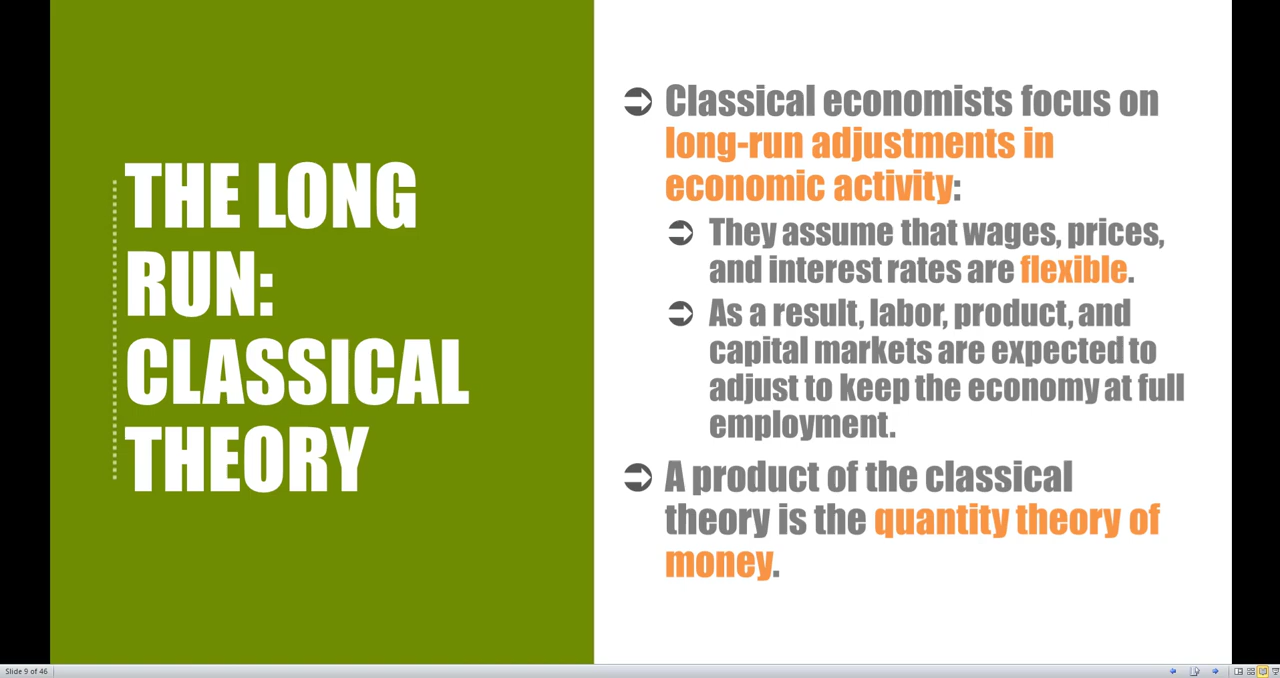 THE LONG
RUN:
CLASSICAL
THEORY
Classical economists focus on
long-run adjustments in
economic activity:
They assume that wages, prices,
and interest rates are flexible.
As a result, labor, product, and
capital markets are expected to
adjust to keep the economy at full
employment.
A product of the classical
theory is the quantity theory of
money.
Slide 9 of 46